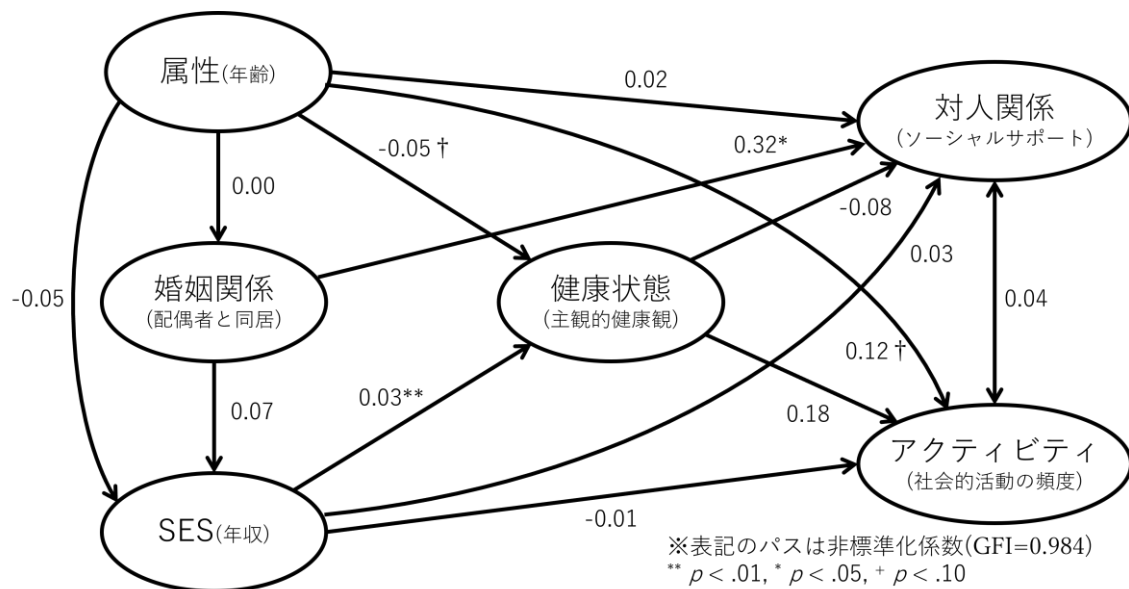 属性(年齢)
0.02
対人関係
(ソーシャルサポート)
0.32*
-0.05 †
0.00
-0.08
婚姻関係
(配偶者と同居)
健康状態
(主観的健康観)
0.03
-0.05
0.04
0.12 †
0.03**
0.07
0.18
アクティビティ
(社会的活動の頻度)
SES(年収)
-0.01
※表記のパスは非標準化係数(GFI=0.984)
** p < .01, * p < .05, + p < .10